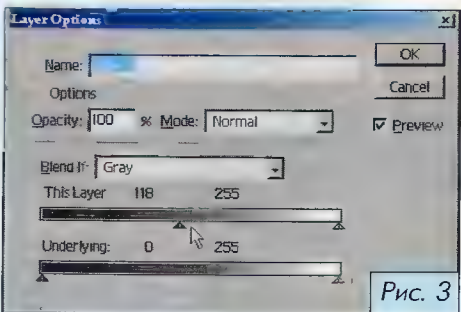 Layer Options
Name:
OK
Options
Cancel
Opacity: 100 % Mode: Normal
Preview
Blend If: Gray
This Layer 118 255
Underlying: 0 255
Рис. 3